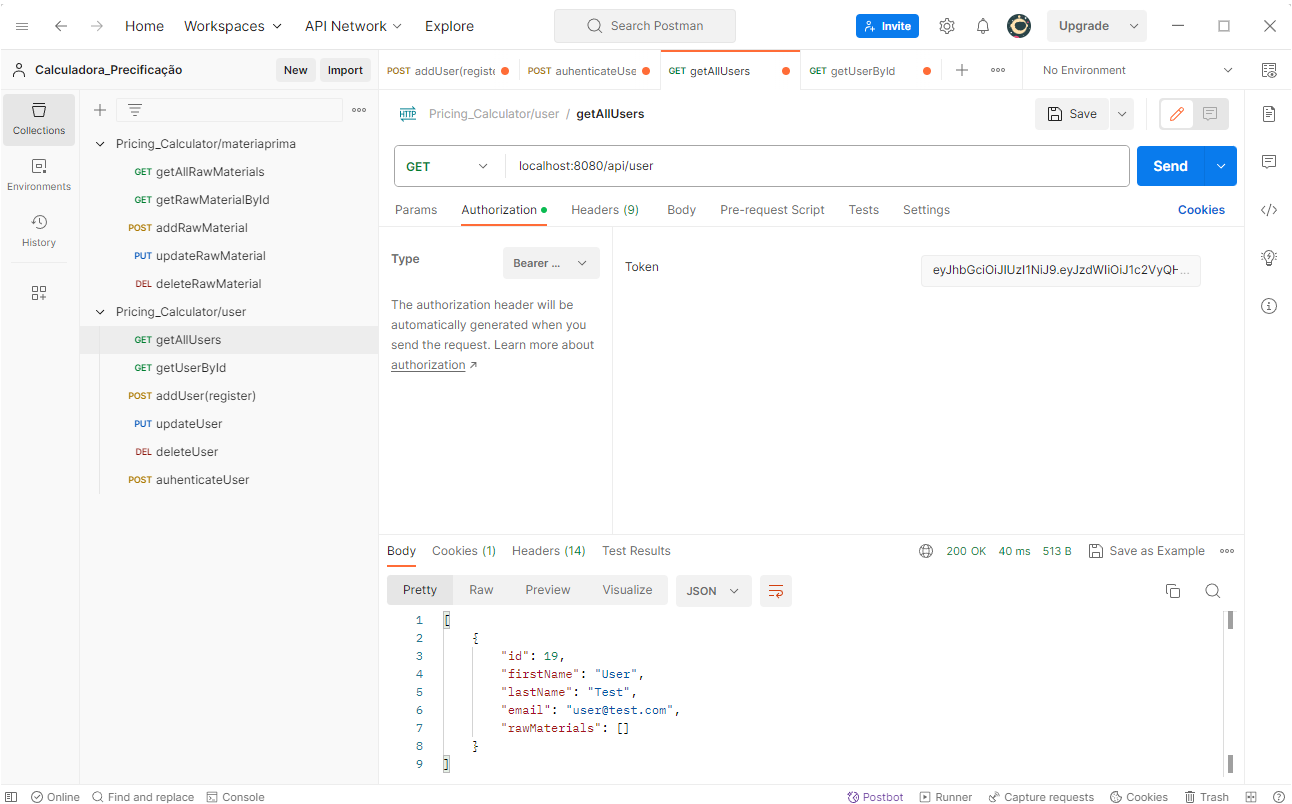 Home Workspaces API Network Explore Search Postman Invite Upgrade
Calculadora_Precificação New Import
POST addUser(registe POST auhenticateUse GET getAllUsers GET getUserById No Environment
Collections
Environments
History
Pricing_Calculator/materiaprima
GET getAllRawMaterials
GET getRawMaterialById
POST addRawMaterial
PUT updateRawMaterial
DEL deleteRawMaterial
Pricing_Calculator/user
GET getAllUsers
GET getUserById
POST addUser(register)
PUT updateUser
DEL deleteUser
POST auhenticateUser
HTTP Pricing_Calculator/user / getAllUsers Save
GET localhost:8080/api/user Send
Params Authorization Headers (9) Body Pre-request Script Tests Settings Cookies
Type Bearer ...
The authorization header will be
automatically generated when you
send the request. Learn more about
authorization ↗
Token eyJhbGciOiJIUzI1NiJ9.eyJzdWIiOiJ1c2VyQH...
Body Cookies (1) Headers (14) Test Results 200 OK 40 ms 513 B Save as Example
Pretty Raw Preview Visualize JSON
1 [
2 {
3 "id": 19,
4 "firstName": "User",
5 "lastName": "Test",
6 "email": "user@test.com",
7 "rawMaterials": []
8 }
9 ]
Online Find and replace Console Postbot Runner Capture requests Cookies Trash